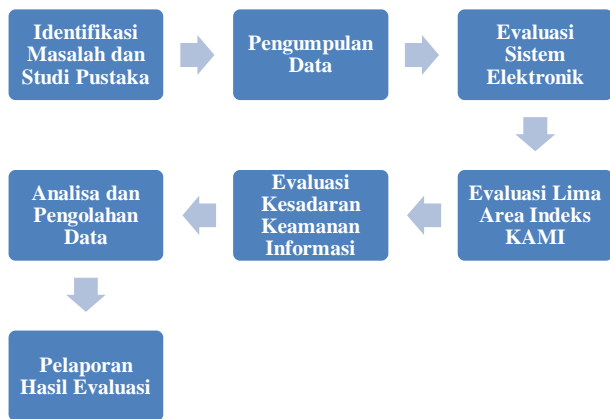 Identifikasi
Masalah dan
Studi Pustaka
Pengumpulan
Data
Evaluasi
Sistem
Elektronik
Evaluasi Lima
Area Indeks
KAMI
Evaluasi
Kesadaran
Keamanan
Informasi
Analisa dan
Pengolahan
Data
Pelaporan
Hasil Evaluasi